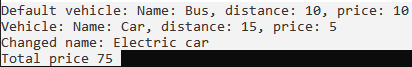 Default vehicle: Name: Bus, distance: 10, price: 10
Vehicle: Name: Car, distance: 15, price: 5
Changed name: Electric car
Total price 75